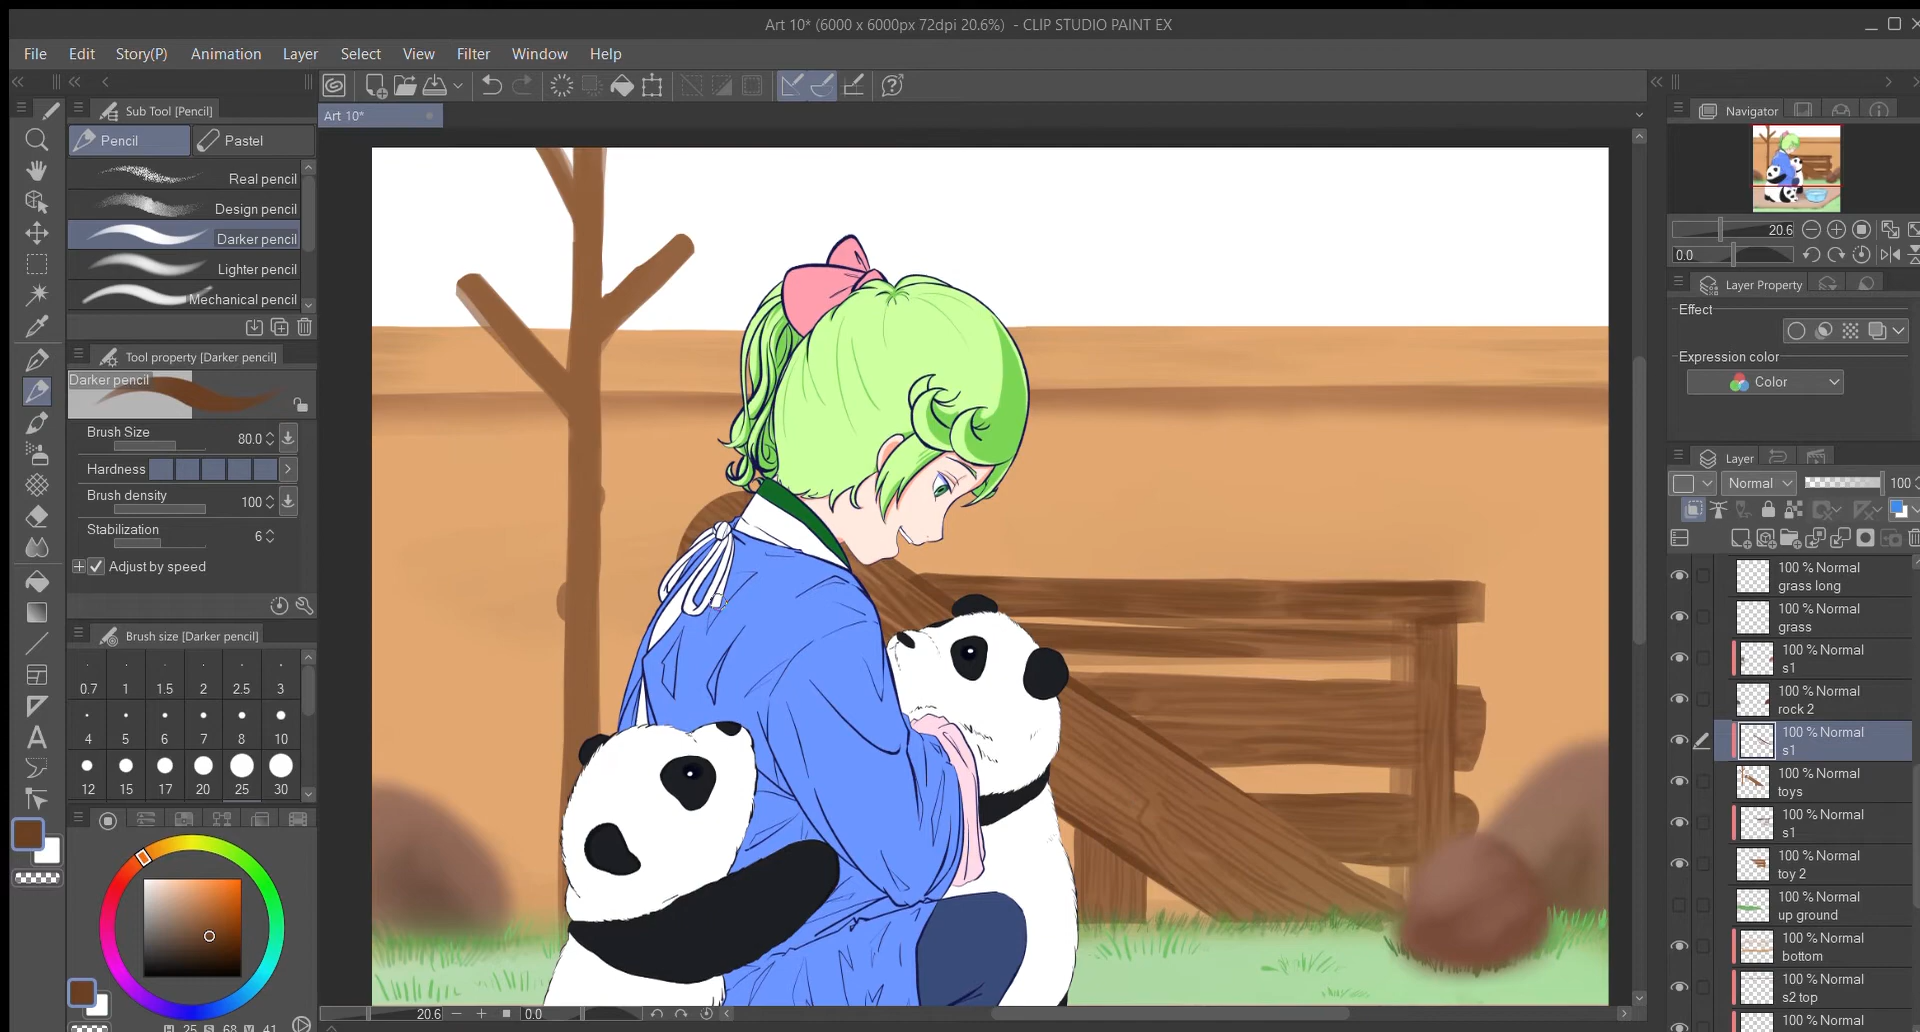 Art 10* (6000 x 6000px 72dpi 20.6%) - CLIP STUDIO PAINT EX
File Edit Story(P) Animation Layer Select View Filter Window Help
Sub Tool [Pencil]
Pencil Pastel
Real pencil
Design pencil
Darker pencil
Lighter pencil
Mechanical pencil
Tool property [Darker pencil]
Darker pencil
Brush Size 80.0
Hardness
Brush density 100
Stabilization 6
Adjust by speed
Brush size [Darker pencil]
0.7 1 1.5 2 2.5 3
4 5 6 7 8 10
12 15 17 20 25 30
H 25 S 68 V 41
Art 10*
20.6 0.0
Navigator
20.6
0.0
Layer Property
Effect
Expression color
Color
Layer
Normal 100
100 % Normal
grass long
100 % Normal
grass
100 % Normal
s1
100 % Normal
rock 2
100 % Normal
s1
100 % Normal
toys
100 % Normal
s1
100 % Normal
toy 2
100 % Normal
up ground
100 % Normal
bottom
100 % Normal
s2 top
100 % Normal